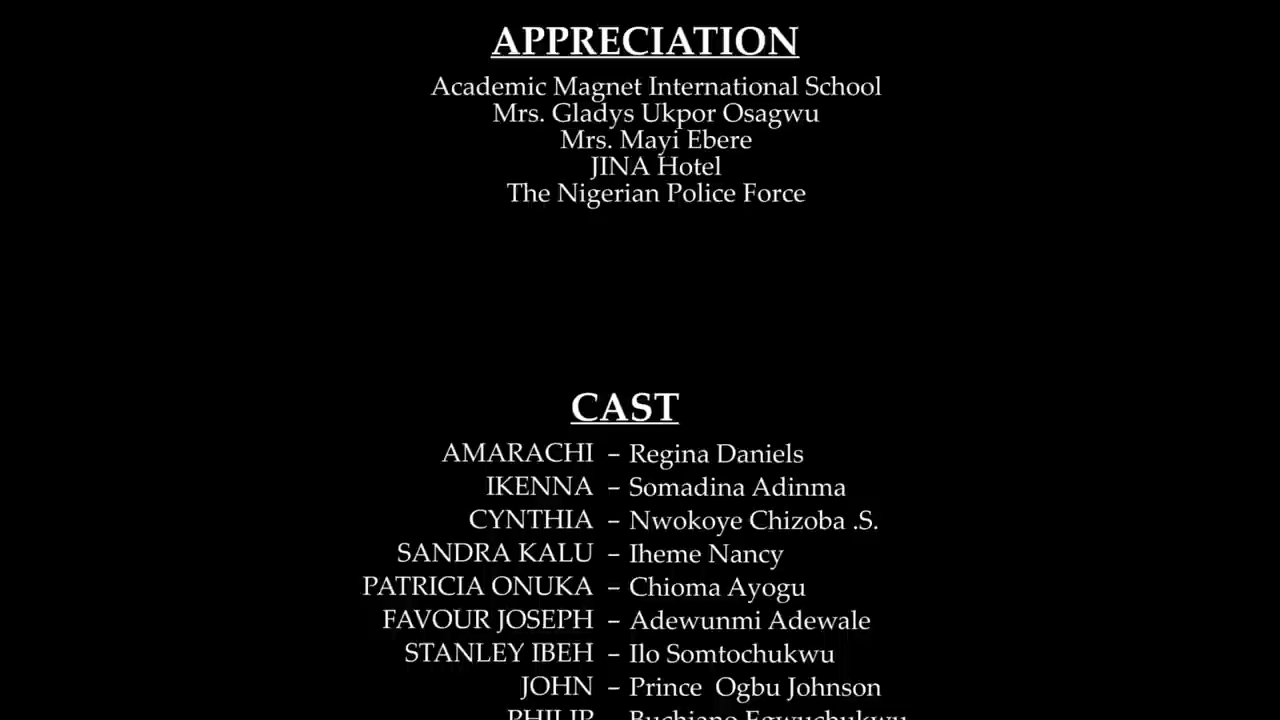 APPRECIATION
Academic Magnet International School
Mrs. Gladys Ukpor Osagwu
Mrs. Mayi Ebere
JINA Hotel
The Nigerian Police Force
CAST
AMARACHI – Regina Daniels
IKENNA – Somadina Adinma
CYNTHIA – Nwokoye Chizoba .S.
SANDRA KALU – Iheme Nancy
PATRICIA ONUKA – Chioma Ayogu
FAVOUR JOSEPH – Adewunmi Adewale
STANLEY IBEH – Ilo Somtochukwu
JOHN – Prince Ogbu Johnson
PHILIP